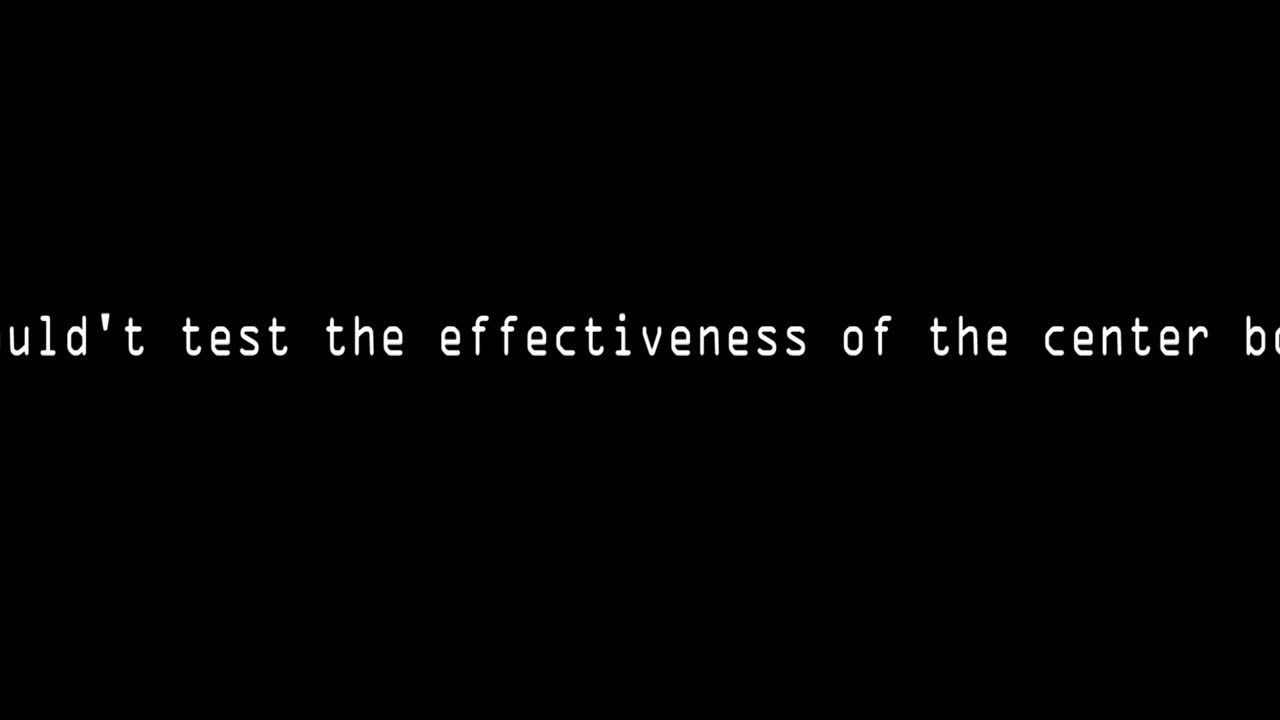 uld't test the effectiveness of the center